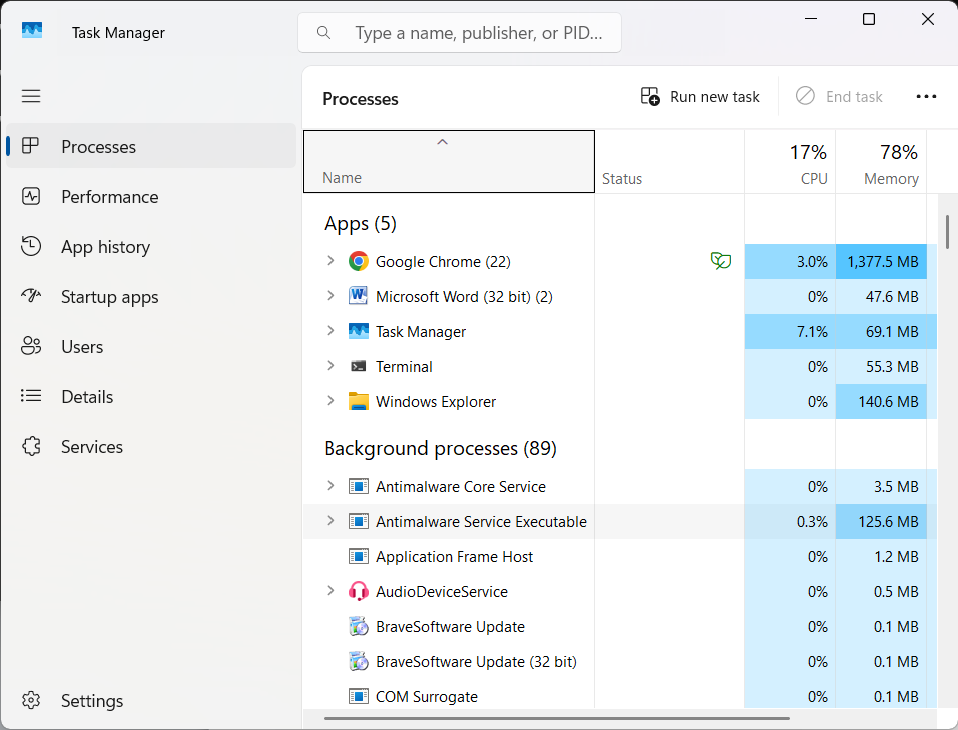 Task Manager
Type a name, publisher, or PID...
Processes
Run new task
End task
Processes
Performance
App history
Startup apps
Users
Details
Services
Settings
Name Status 17% CPU 78% Memory
Apps (5)
Google Chrome (22) 3.0% 1,377.5 MB
Microsoft Word (32 bit) (2) 0% 47.6 MB
Task Manager 7.1% 69.1 MB
Terminal 0% 55.3 MB
Windows Explorer 0% 140.6 MB
Background processes (89)
Antimalware Core Service 0% 3.5 MB
Antimalware Service Executable 0.3% 125.6 MB
Application Frame Host 0% 1.2 MB
AudioDeviceService 0% 0.5 MB
BraveSoftware Update 0% 0.1 MB
BraveSoftware Update (32 bit) 0% 0.1 MB
COM Surrogate 0% 0.1 MB